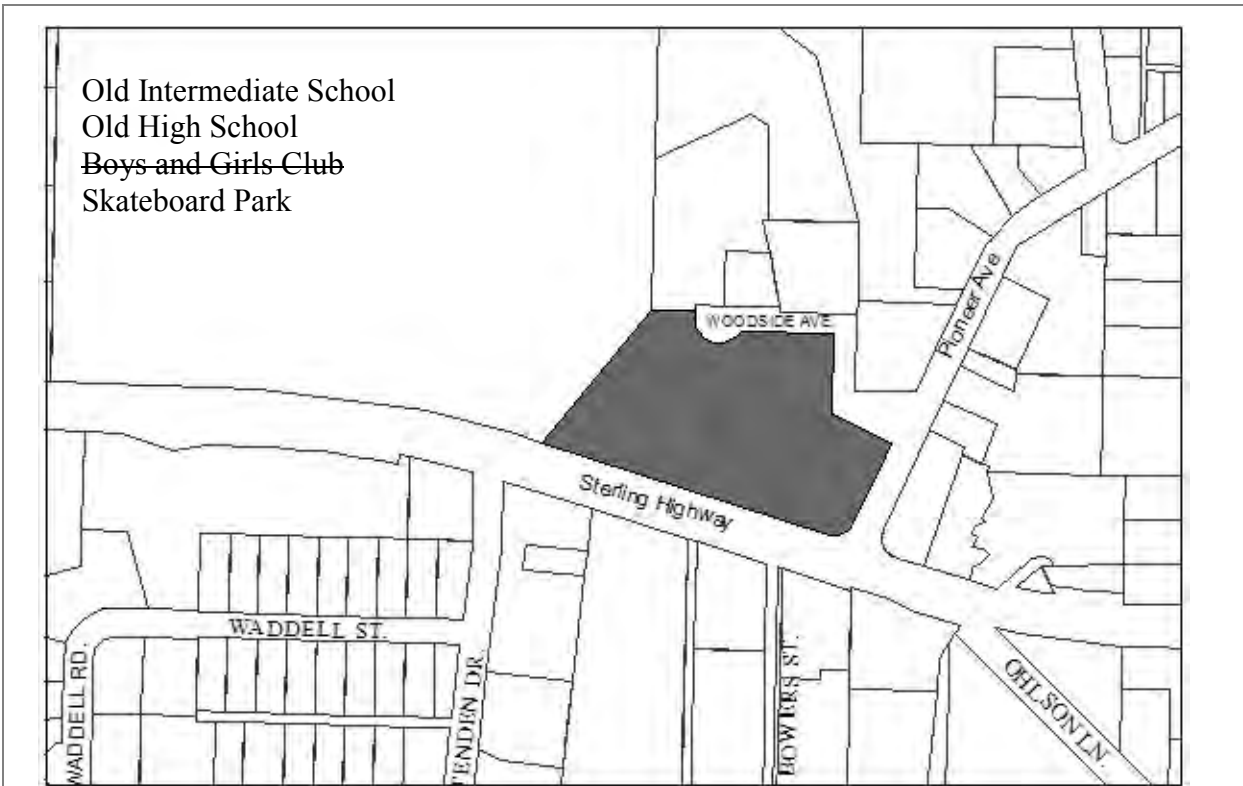 Old Intermediate School
Old High School
Boys and Girls Club
Skateboard Park
WOODSIDE AVE.
Pioneer Ave
Sterling Highway
WADDELL ST.
WADDELL RD.
TENDEN DR.
BOWERS ST.
OHLSON LN.